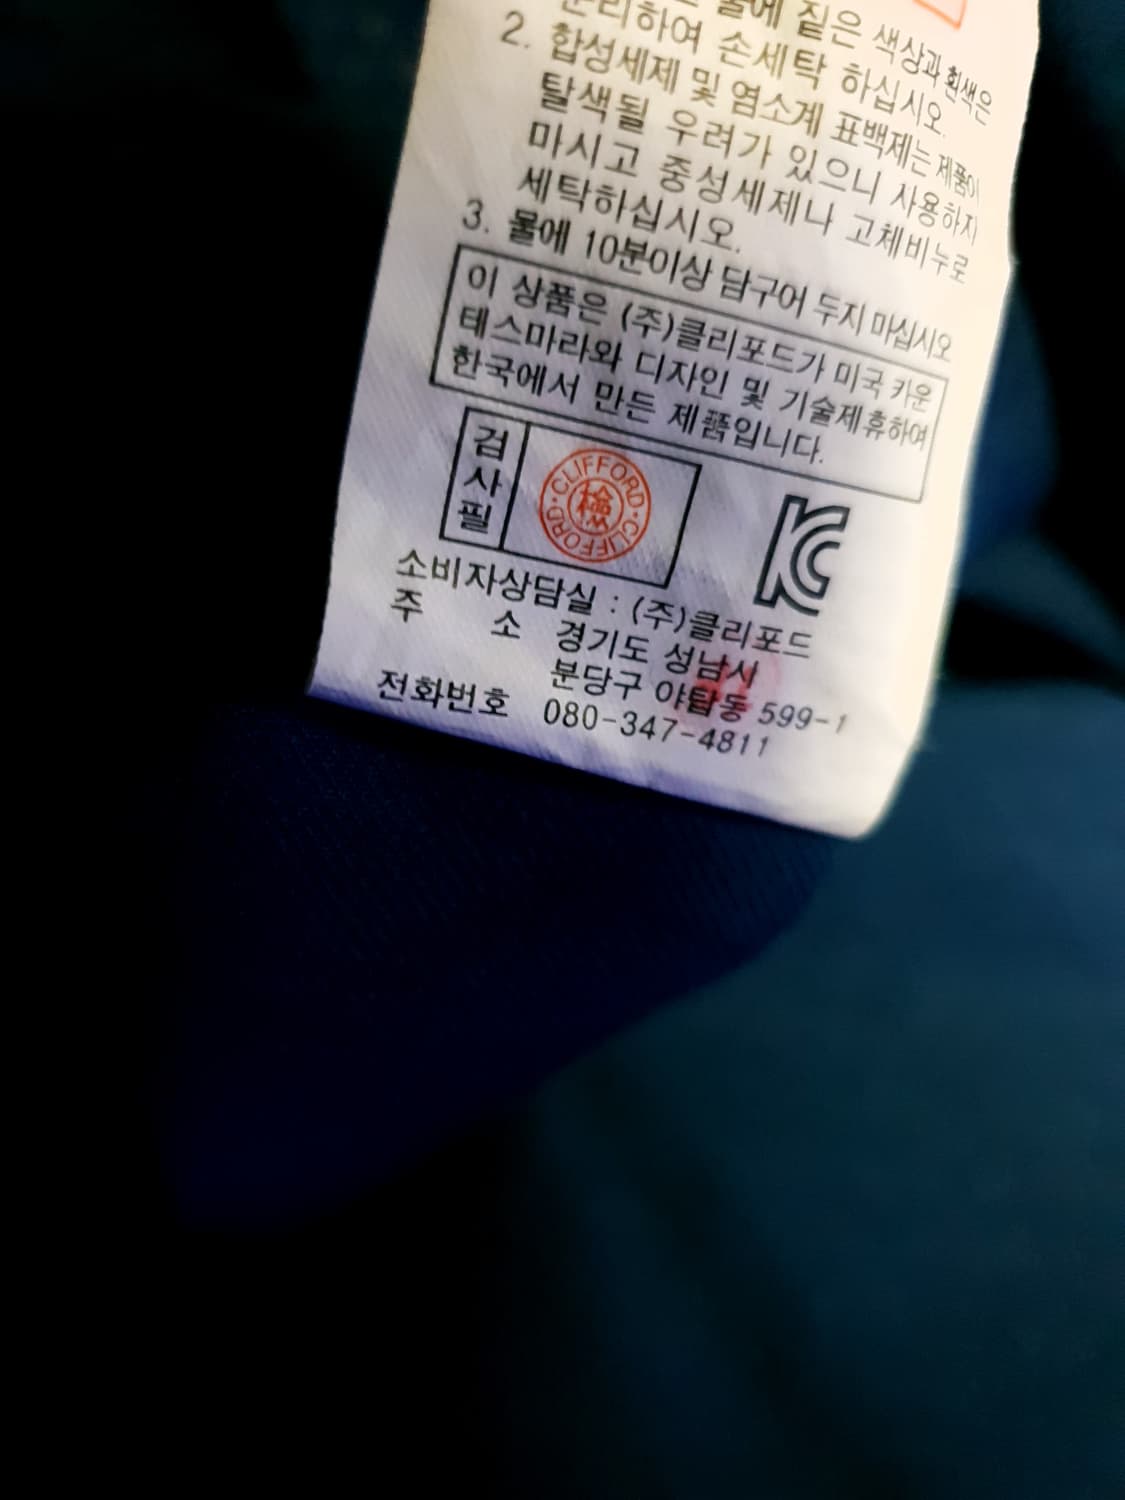 물에 짙은 색상과 흰색은
분리하여 손세탁 하십시오.
2. 합성세제 및 염소계 표백제는 제품이
탈색될 우려가 있으니 사용하지
마시고 중성세제나 고체비누로
세탁하십시오.
3. 물에 10분이상 담구어 두지 마십시오
이 상품은 (주)클리포드가 미국 카운
테스마라와 디자인 및 기술제휴하여
한국에서 만든 제품입니다.
검사필
CLIFFORD · CLIFFORD ·
檢
KC
소비자상담실 : (주)클리포드
주 소 경기도 성남시
분당구 야탑동 599-1
전화번호 080-347-4811